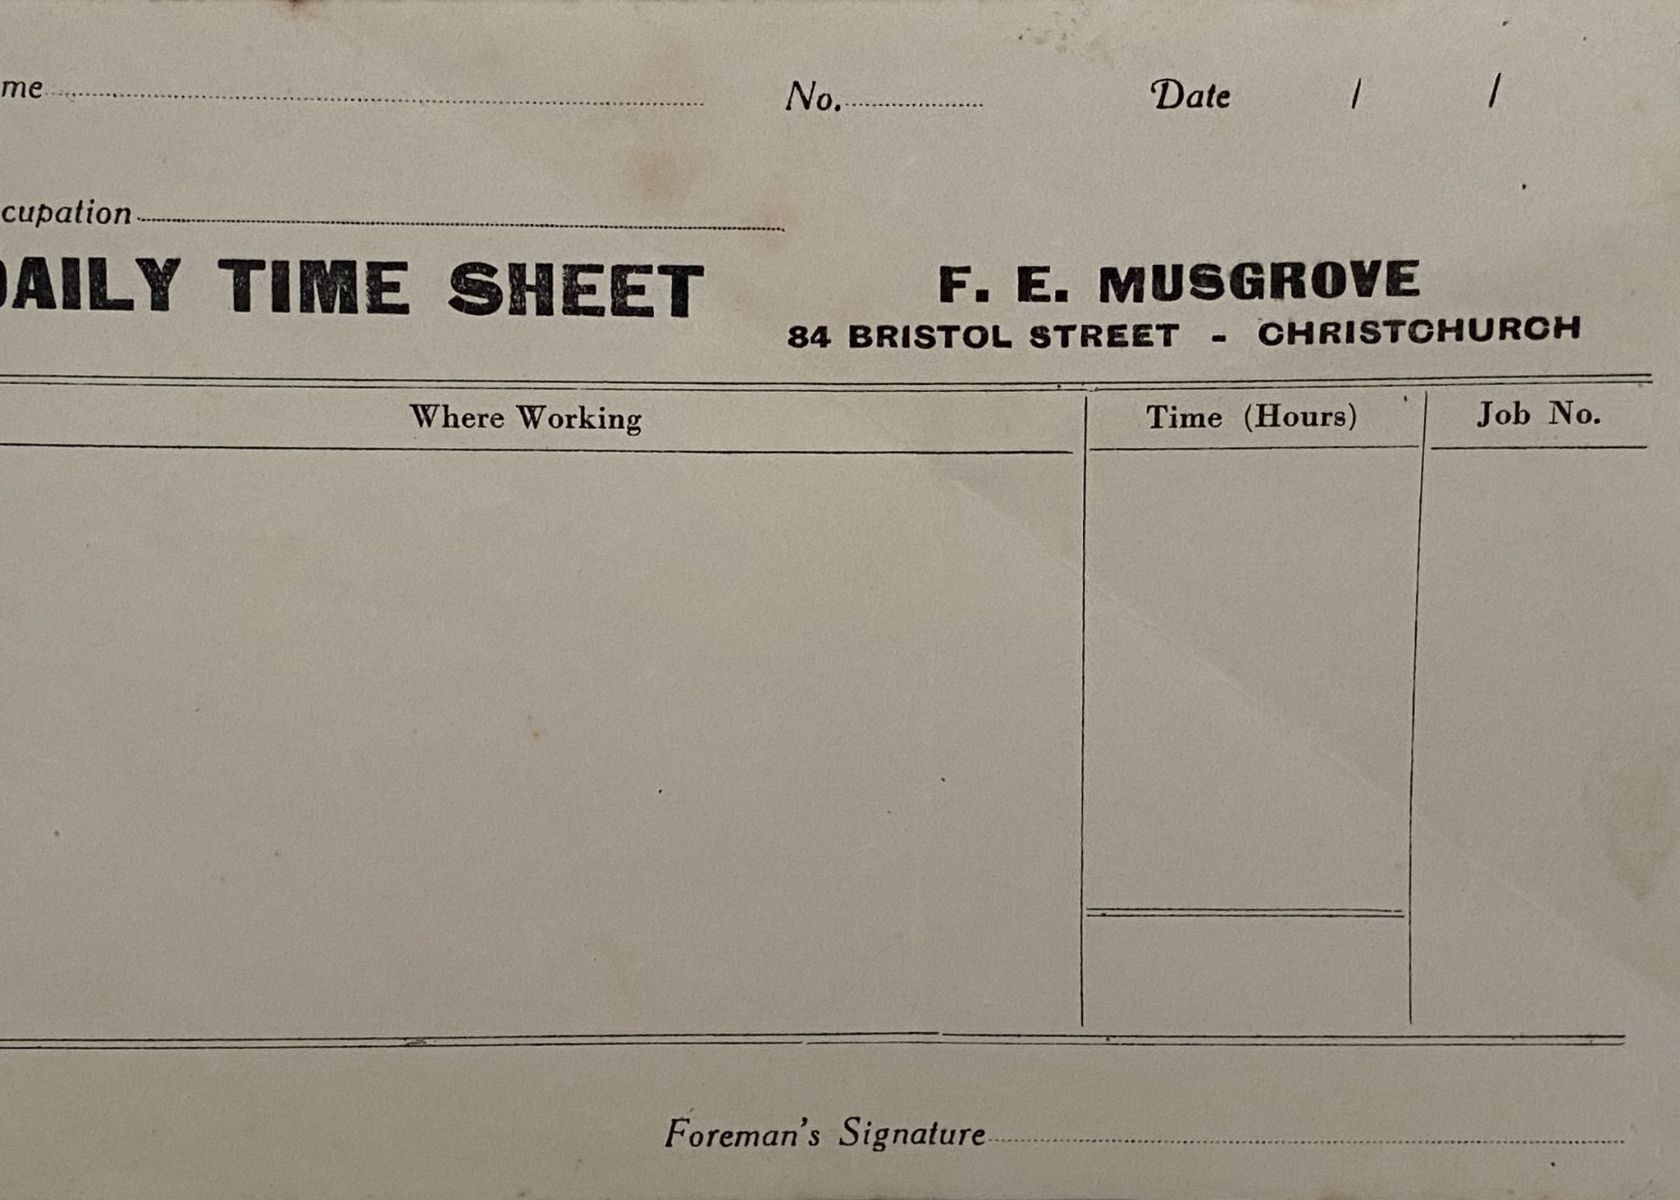 me No. Date / /
cupation
DAILY TIME SHEET
F. E. MUSGROVE
84 BRISTOL STREET - CHRISTCHURCH
Where Working Time (Hours) Job No.
Foreman's Signature